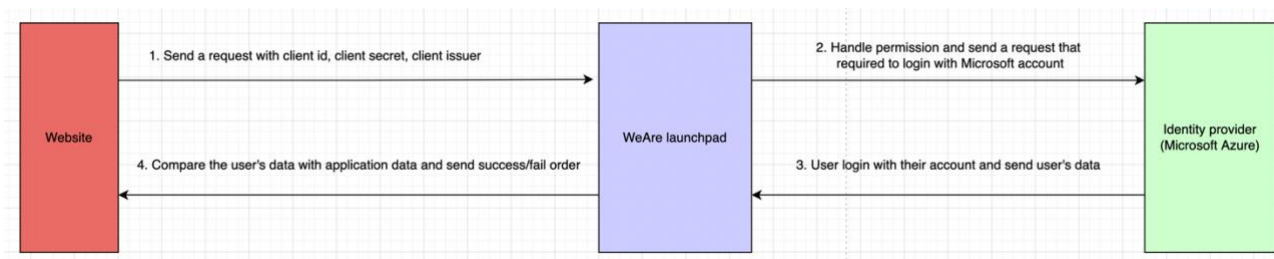 1. Send a request with client id, client secret, client issuer
2. Handle permission and send a request that
required to login with Microsoft account
Website
WeAre launchpad
Identity provider
(Microsoft Azure)
4. Compare the user's data with application data and send success/fail order
3. User login with their account and send user's data